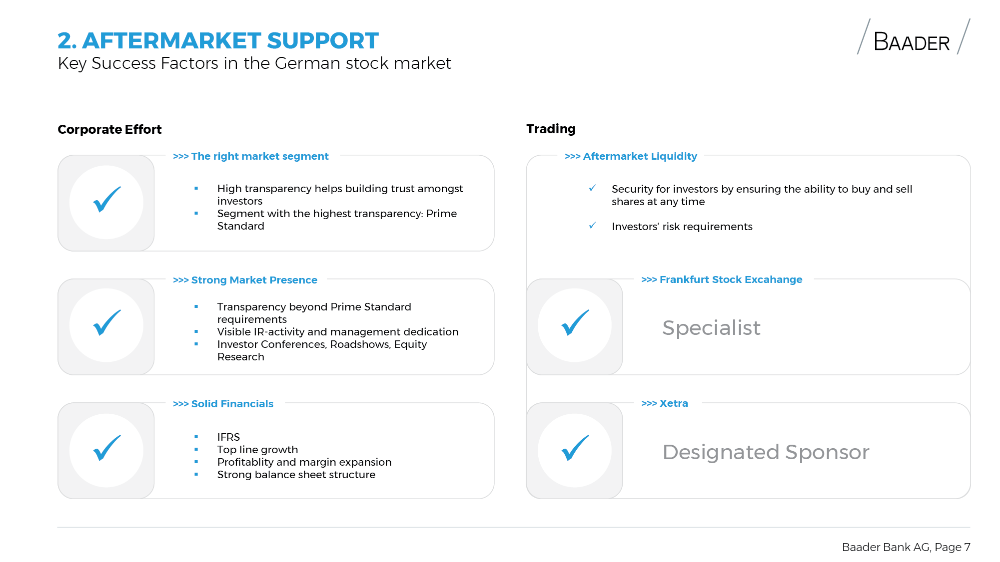 2. AFTERMARKET SUPPORT
Key Success Factors in the German stock market
BAADER
Corporate Effort
>>> The right market segment
▪ High transparency helps building trust amongst
investors
▪ Segment with the highest transparency: Prime
Standard
>>> Strong Market Presence
▪ Transparency beyond Prime Standard
requirements
▪ Visible IR-activity and management dedication
▪ Investor Conferences, Roadshows, Equity
Research
>>> Solid Financials
▪ IFRS
▪ Top line growth
▪ Profitablity and margin expansion
▪ Strong balance sheet structure
Trading
>>> Aftermarket Liquidity
✓ Security for investors by ensuring the ability to buy and sell
shares at any time
✓ Investors‘ risk requirements
>>> Frankfurt Stock Excahange
Specialist
>>> Xetra
Designated Sponsor
Baader Bank AG, Page 7